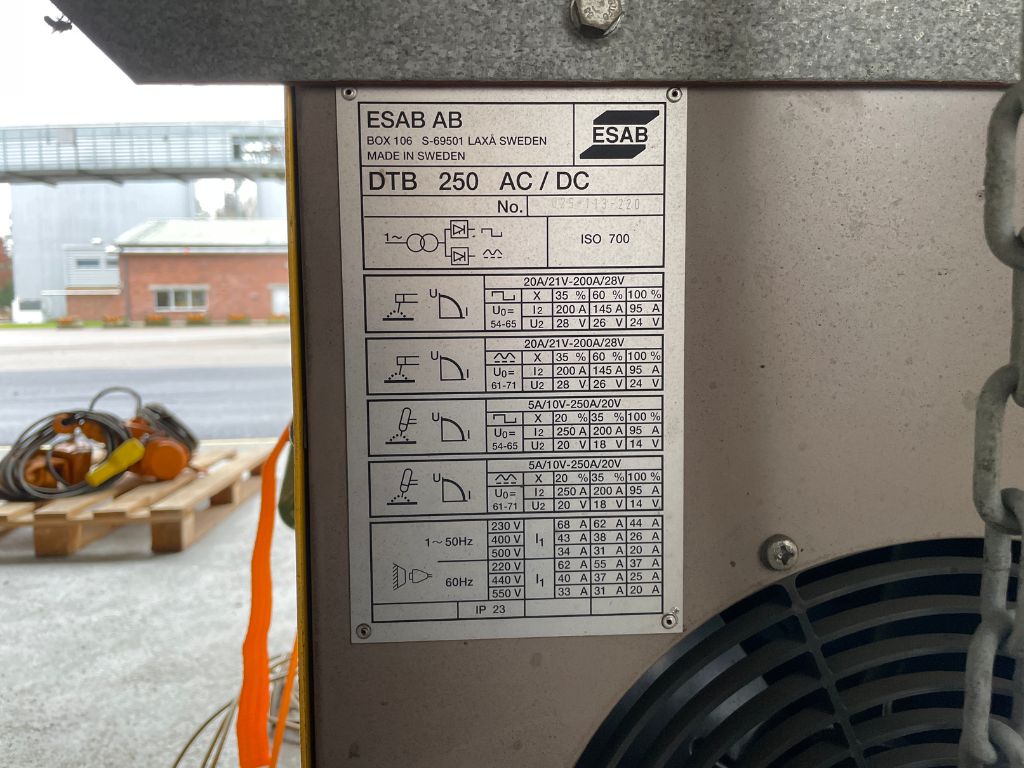 ESAB AB
BOX 106 S-69501 LAXÅ SWEDEN
MADE IN SWEDEN
ESAB
DTB 250 AC / DC
No.
1~
ISO 700
20A/21V-200A/28V
U I X 35 % 60 % 100 %
U0= I2 200 A 145 A 95 A
54-65 U2 28 V 26 V 24 V
20A/21V-200A/28V
U I X 35 % 60 % 100 %
U0= I2 200 A 145 A 95 A
61-71 U2 28 V 26 V 24 V
5A/10V-250A/20V
U I X 20 % 35 % 100 %
U0= I2 250 A 200 A 95 A
54-65 U2 20 V 18 V 14 V
5A/10V-250A/20V
U I X 20 % 35 % 100 %
U0= I2 250 A 200 A 95 A
61-71 U2 20 V 18 V 14 V
230 V 68 A 62 A 44 A
1~50Hz 400 V I1 43 A 38 A 26 A
500 V 34 A 31 A 20 A
220 V 62 A 55 A 37 A
60Hz 440 V I1 40 A 37 A 25 A
550 V 33 A 31 A 20 A
IP 23